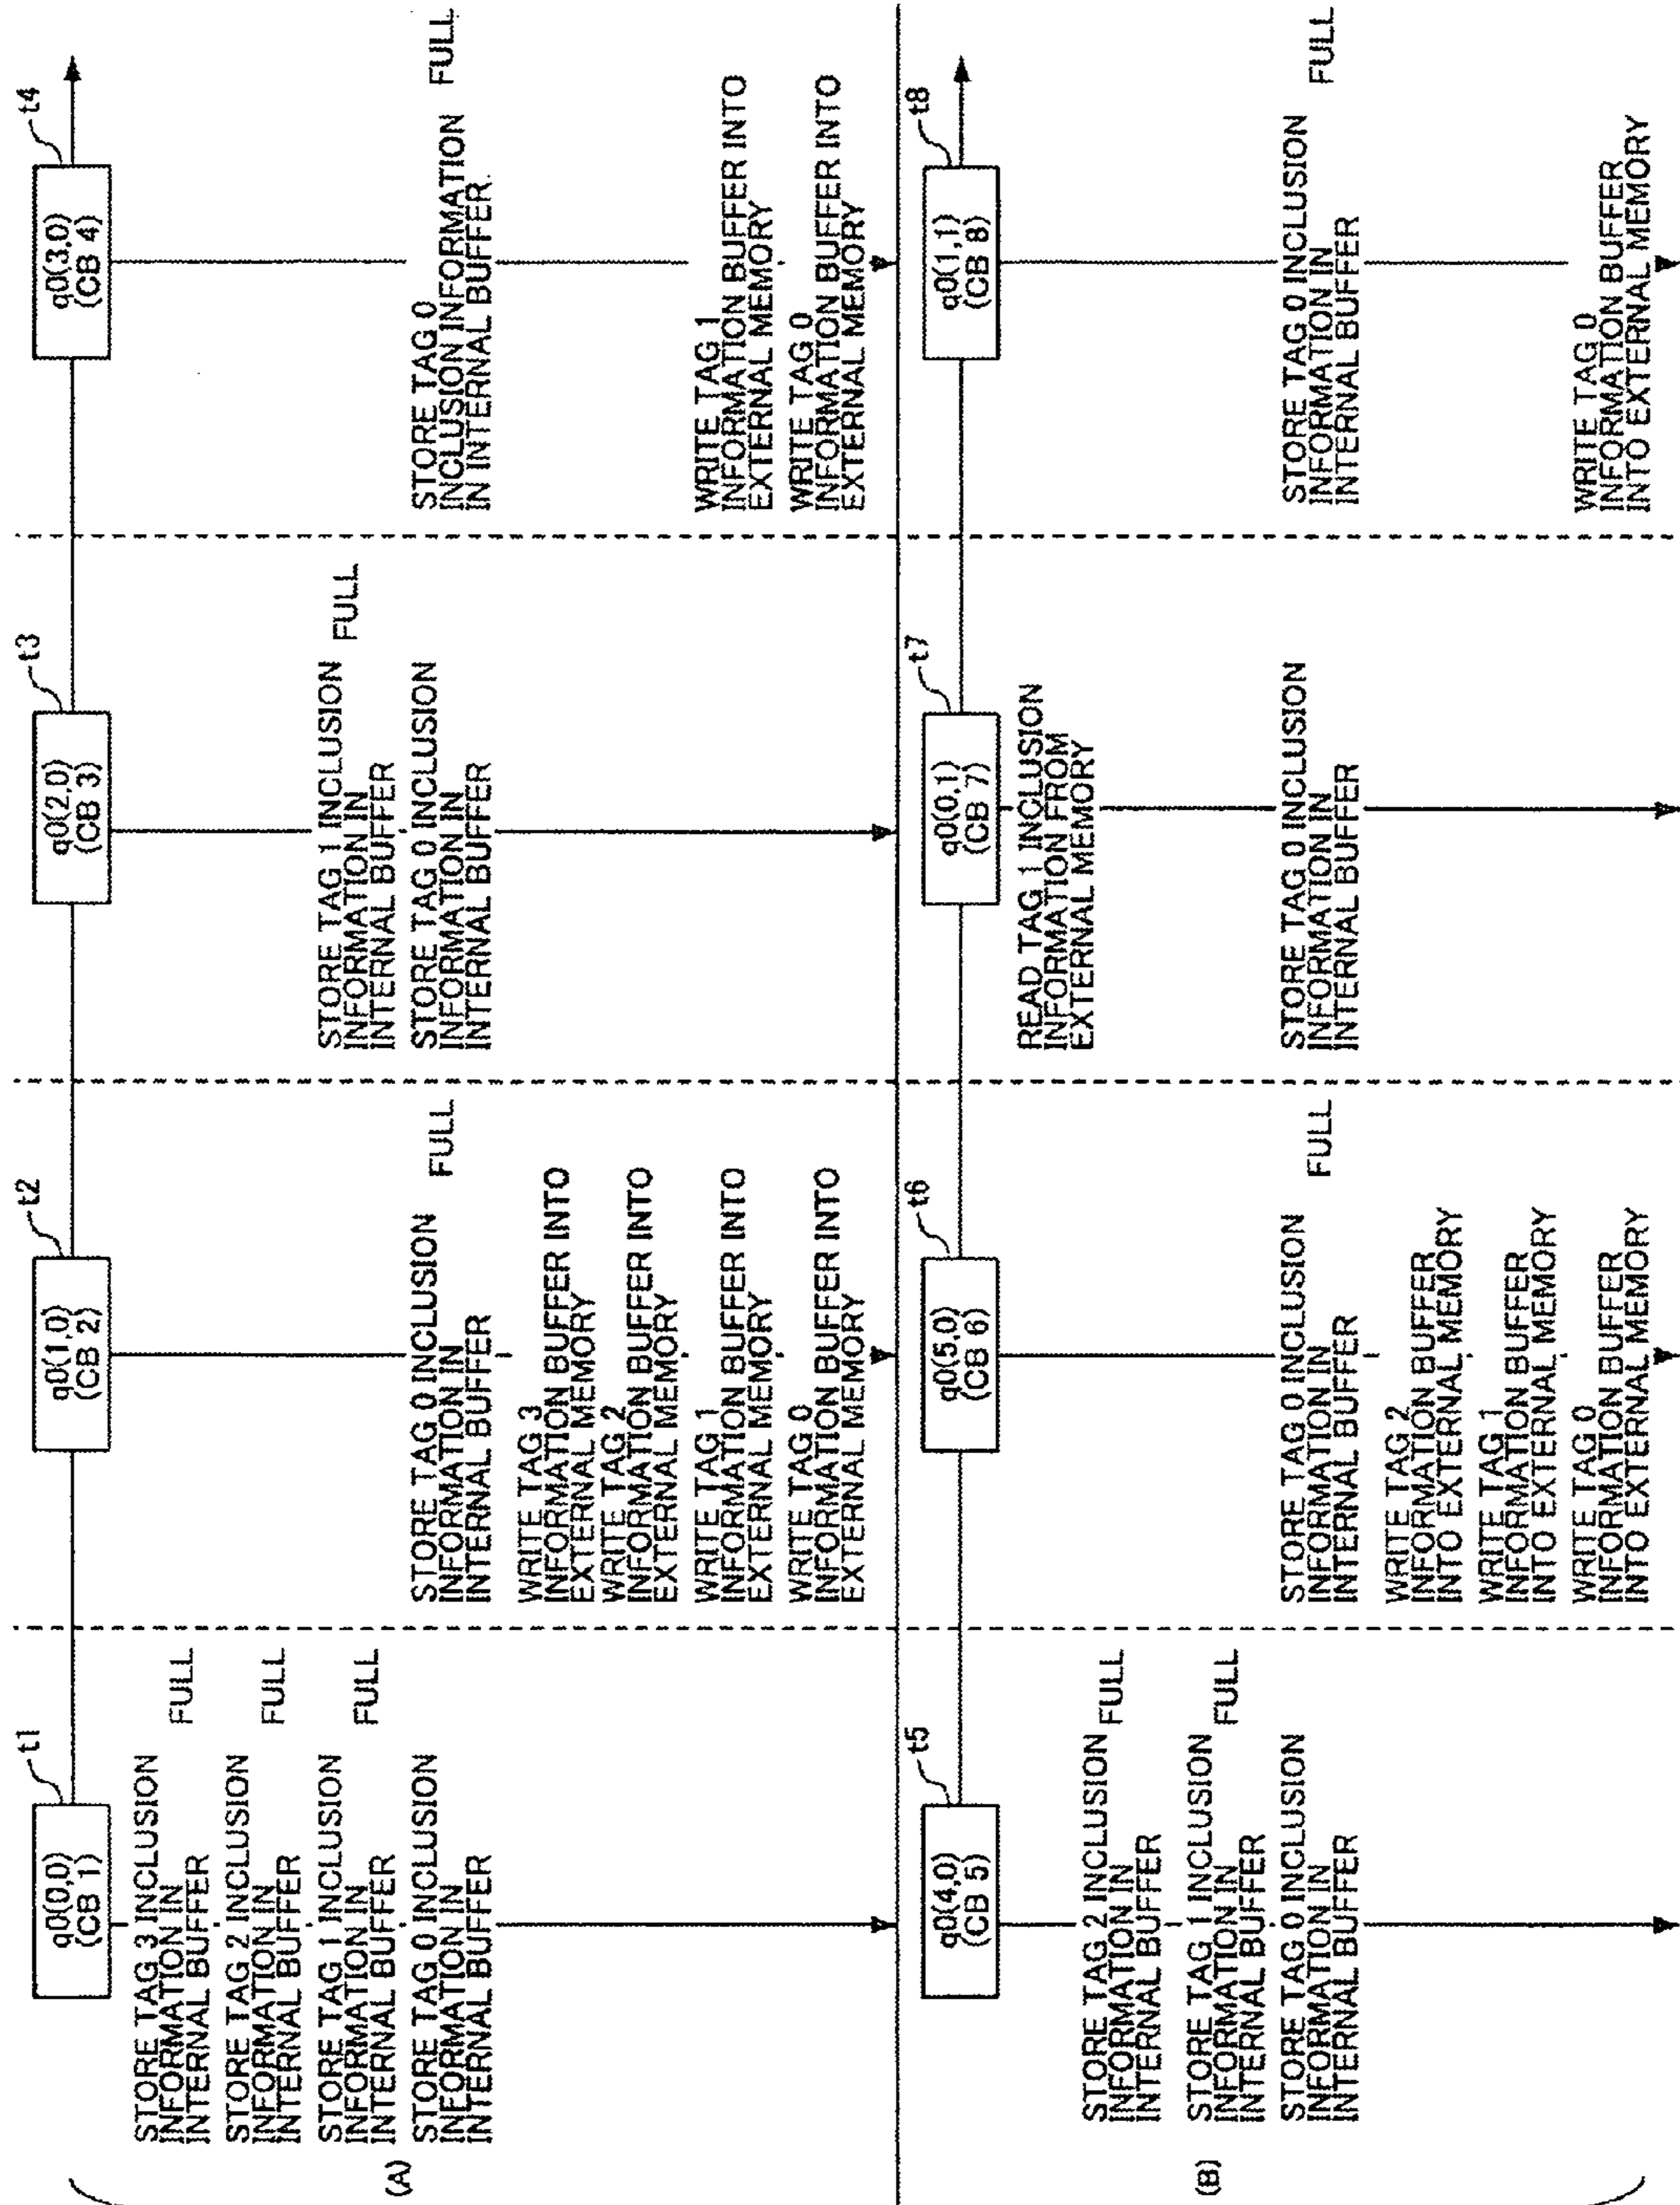 (A)
t1
q0(0,0)
(CB 1)
STORE TAG 3 INCLUSION
INFORMATION IN
INTERNAL BUFFER
FULL
STORE TAG 2 INCLUSION
INFORMATION IN
INTERNAL BUFFER
FULL
STORE TAG 1 INCLUSION
INFORMATION IN
INTERNAL BUFFER
FULL
STORE TAG 0 INCLUSION
INFORMATION IN
INTERNAL BUFFER
t2
q0(1,0)
(CB 2)
STORE TAG 0 INCLUSION
INFORMATION IN
INTERNAL BUFFER
FULL
WRITE TAG 3
INFORMATION BUFFER INTO
EXTERNAL MEMORY
WRITE TAG 2
INFORMATION BUFFER INTO
EXTERNAL MEMORY
WRITE TAG 1
INFORMATION BUFFER INTO
EXTERNAL MEMORY
WRITE TAG 0
INFORMATION BUFFER INTO
EXTERNAL MEMORY
t3
q0(2,0)
(CB 3)
STORE TAG 1 INCLUSION
INFORMATION IN
INTERNAL BUFFER
FULL
STORE TAG 0 INCLUSION
INFORMATION IN
INTERNAL BUFFER
t4
q0(3,0)
(CB 4)
STORE TAG 0
INCLUSION INFORMATION
IN INTERNAL BUFFER.
FULL
WRITE TAG 1
INFORMATION BUFFER INTO
EXTERNAL MEMORY
WRITE TAG 0
INFORMATION BUFFER INTO
EXTERNAL MEMORY
(B)
t5
q0(4,0)
(CB 5)
STORE TAG 2 INCLUSION
INFORMATION IN
INTERNAL BUFFER
FULL
STORE TAG 1 INCLUSION
INFORMATION IN
INTERNAL BUFFER
FULL
STORE TAG 0 INCLUSION
INFORMATION IN
INTERNAL BUFFER
t6
q0(5,0)
(CB 6)
STORE TAG 0 INCLUSION
INFORMATION IN
INTERNAL BUFFER
FULL
WRITE TAG 2
INFORMATION BUFFER
INTO EXTERNAL MEMORY
WRITE TAG 1
INFORMATION BUFFER
INTO EXTERNAL MEMORY
WRITE TAG 0
INFORMATION BUFFER
INTO EXTERNAL MEMORY
t7
q0(0,1)
(CB 7)
READ TAG 1 INCLUSION
INFORMATION FROM
EXTERNAL MEMORY
STORE TAG 0 INCLUSION
INFORMATION IN
INTERNAL BUFFER
t8
q0(1,1)
(CB 8)
STORE TAG 0 INCLUSION
INFORMATION IN
INTERNAL BUFFER
FULL
WRITE TAG 0
INFORMATION BUFFER
INTO EXTERNAL MEMORY